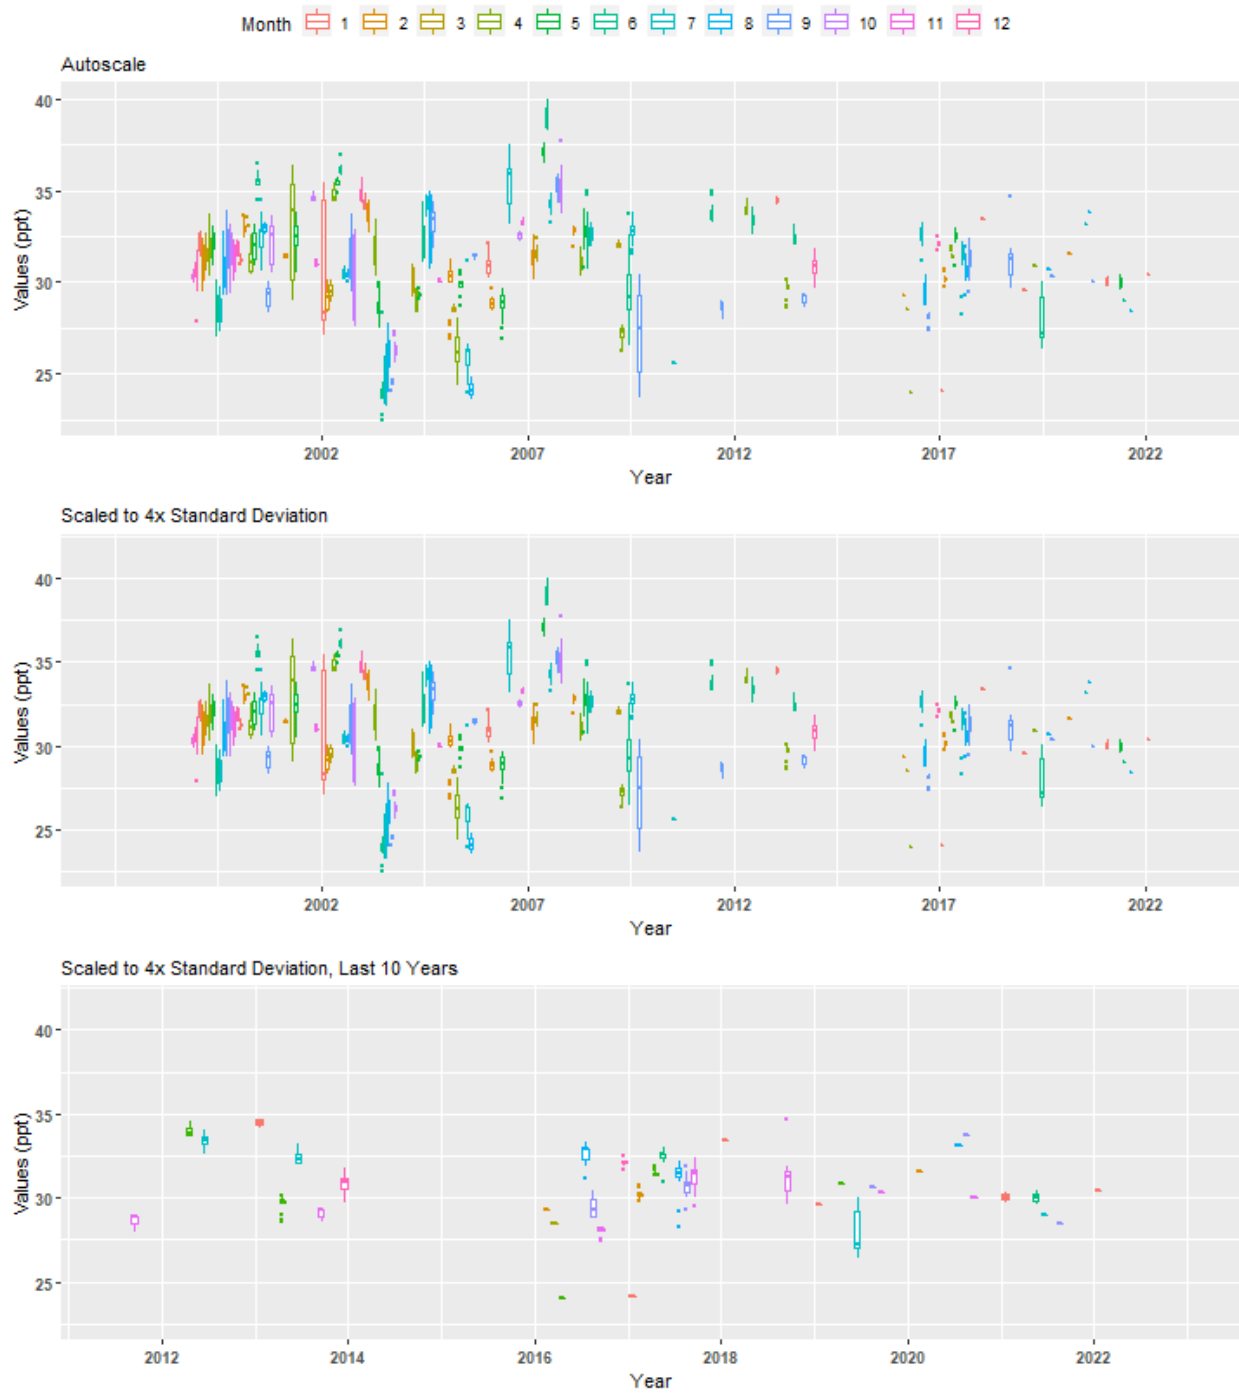 Month 1 2 3 4 5 6 7 8 9 10 11 12
Autoscale
Values (ppt)
40
35
30
25
2002 2007 2012 2017 2022
Year
Scaled to 4x Standard Deviation
Values (ppt)
40
35
30
25
2002 2007 2012 2017 2022
Year
Scaled to 4x Standard Deviation, Last 10 Years
Values (ppt)
40
35
30
25
2012 2014 2016 2018 2020 2022
Year